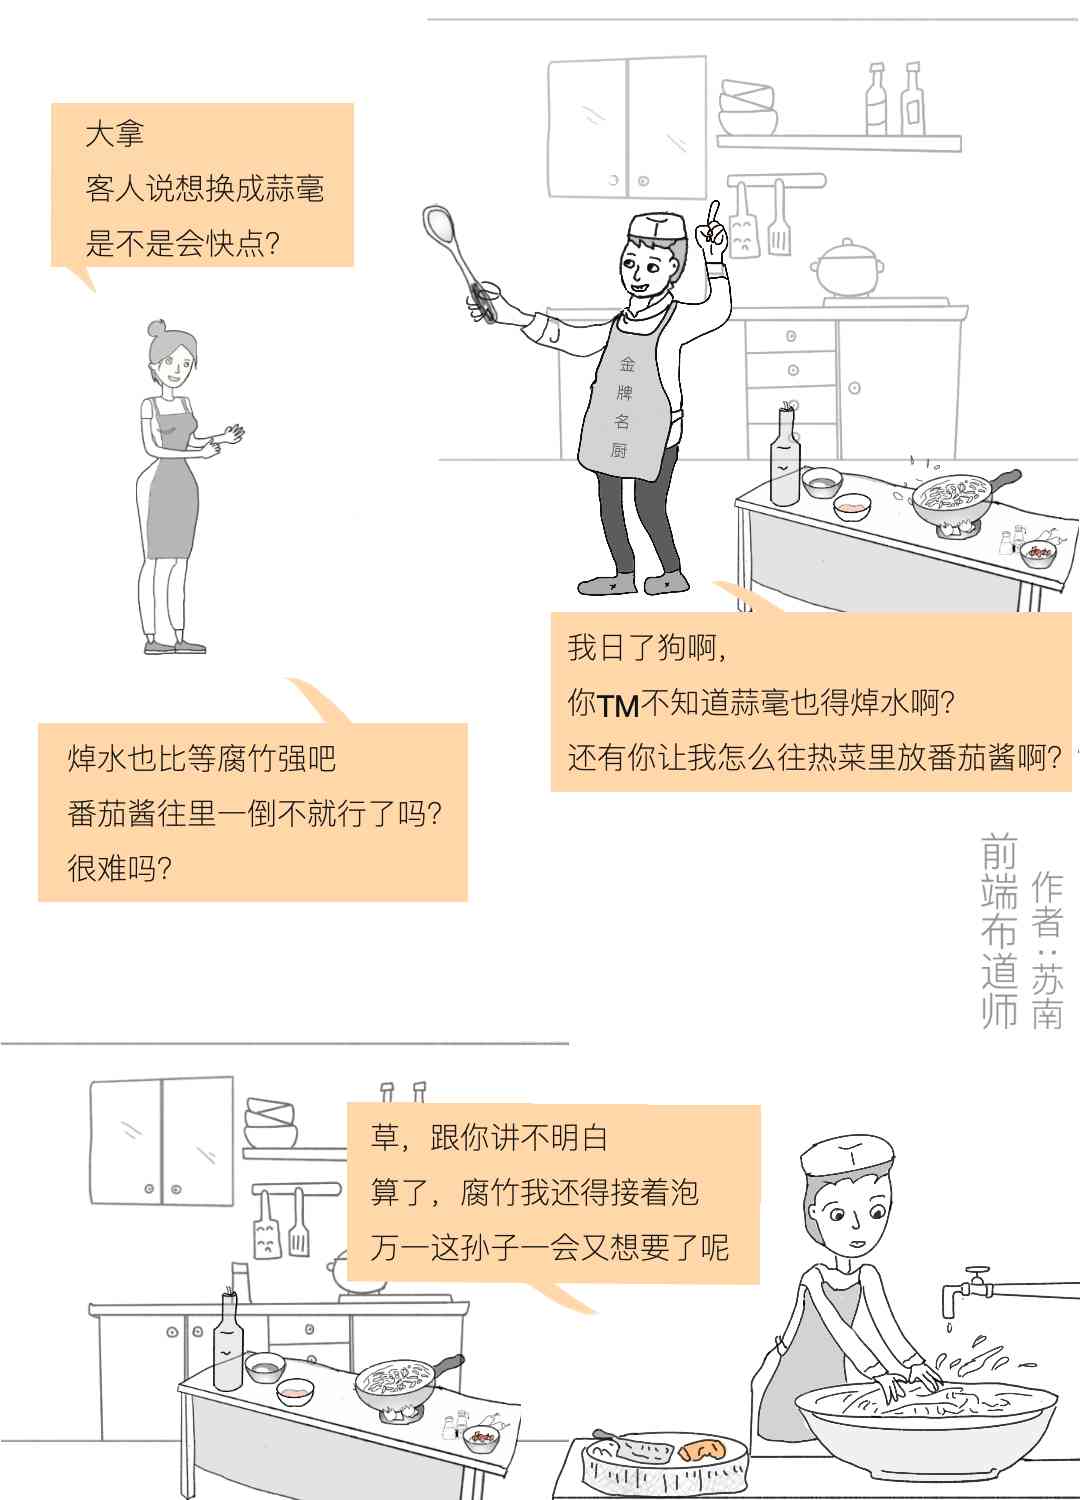 大拿
客人说想换成蒜毫
是不是会快点？
金牌名厨
我日了狗啊，
你TM不知道蒜毫也得焯水啊？
还有你让我怎么往热菜里放番茄酱啊？
焯水也比等腐竹强吧
番茄酱往里一倒不就行了吗？
很难吗？
作者：苏南
前端布道师
草，跟你讲不明白
算了，腐竹我还得接着泡
万一这孙子一会又想要了呢